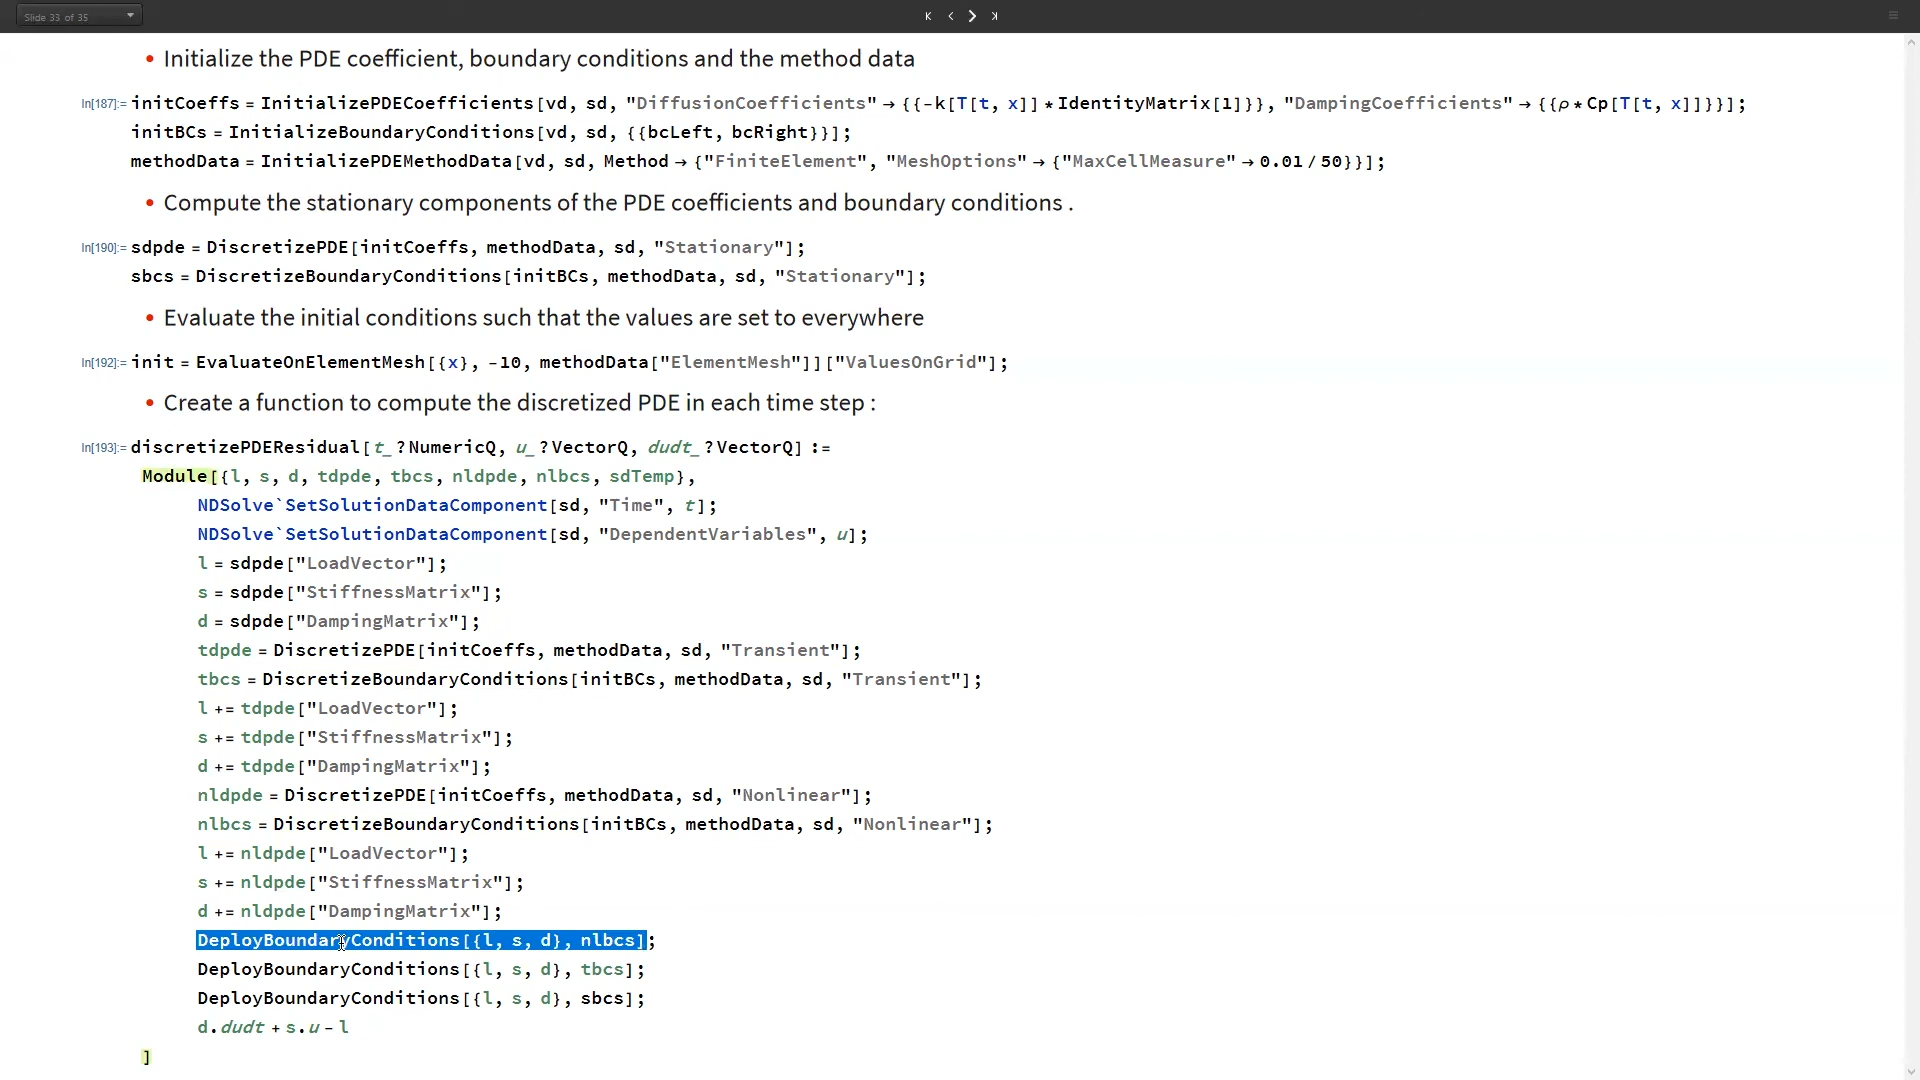 Slide 33 of 35
• Initialize the PDE coefficient, boundary conditions and the method data
In[187]:= initCoeffs = InitializePDECoefficients[vd, sd, "DiffusionCoefficients" → {{-k[T[t, x]] * IdentityMatrix[1]}}, "DampingCoefficients" → {{ρ * Cp[T[t, x]]}}];
initBCs = InitializeBoundaryConditions[vd, sd, {{bcLeft, bcRight}}];
methodData = InitializePDEMethodData[vd, sd, Method → {"FiniteElement", "MeshOptions" → {"MaxCellMeasure" → 0.01 / 50}}];
• Compute the stationary components of the PDE coefficients and boundary conditions .
In[190]:= sdpde = DiscretizePDE[initCoeffs, methodData, sd, "Stationary"];
sbcs = DiscretizeBoundaryConditions[initBCs, methodData, sd, "Stationary"];
• Evaluate the initial conditions such that the values are set to everywhere
In[192]:= init = EvaluateOnElementMesh[{x}, -10, methodData["ElementMesh"]]["ValuesOnGrid"];
• Create a function to compute the discretized PDE in each time step :
In[193]:= discretizePDEResidual[t_ ? NumericQ, u_ ? VectorQ, dudt_ ? VectorQ] :=
Module[{l, s, d, tdpde, tbcs, nldpde, nlbcs, sdTemp},
NDSolve`SetSolutionDataComponent[sd, "Time", t];
NDSolve`SetSolutionDataComponent[sd, "DependentVariables", u];
l = sdpde["LoadVector"];
s = sdpde["StiffnessMatrix"];
d = sdpde["DampingMatrix"];
tdpde = DiscretizePDE[initCoeffs, methodData, sd, "Transient"];
tbcs = DiscretizeBoundaryConditions[initBCs, methodData, sd, "Transient"];
l += tdpde["LoadVector"];
s += tdpde["StiffnessMatrix"];
d += tdpde["DampingMatrix"];
nldpde = DiscretizePDE[initCoeffs, methodData, sd, "Nonlinear"];
nlbcs = DiscretizeBoundaryConditions[initBCs, methodData, sd, "Nonlinear"];
l += nldpde["LoadVector"];
s += nldpde["StiffnessMatrix"];
d += nldpde["DampingMatrix"];
DeployBoundaryConditions[{l, s, d}, nlbcs];
DeployBoundaryConditions[{l, s, d}, tbcs];
DeployBoundaryConditions[{l, s, d}, sbcs];
d.dudt + s.u - l
]